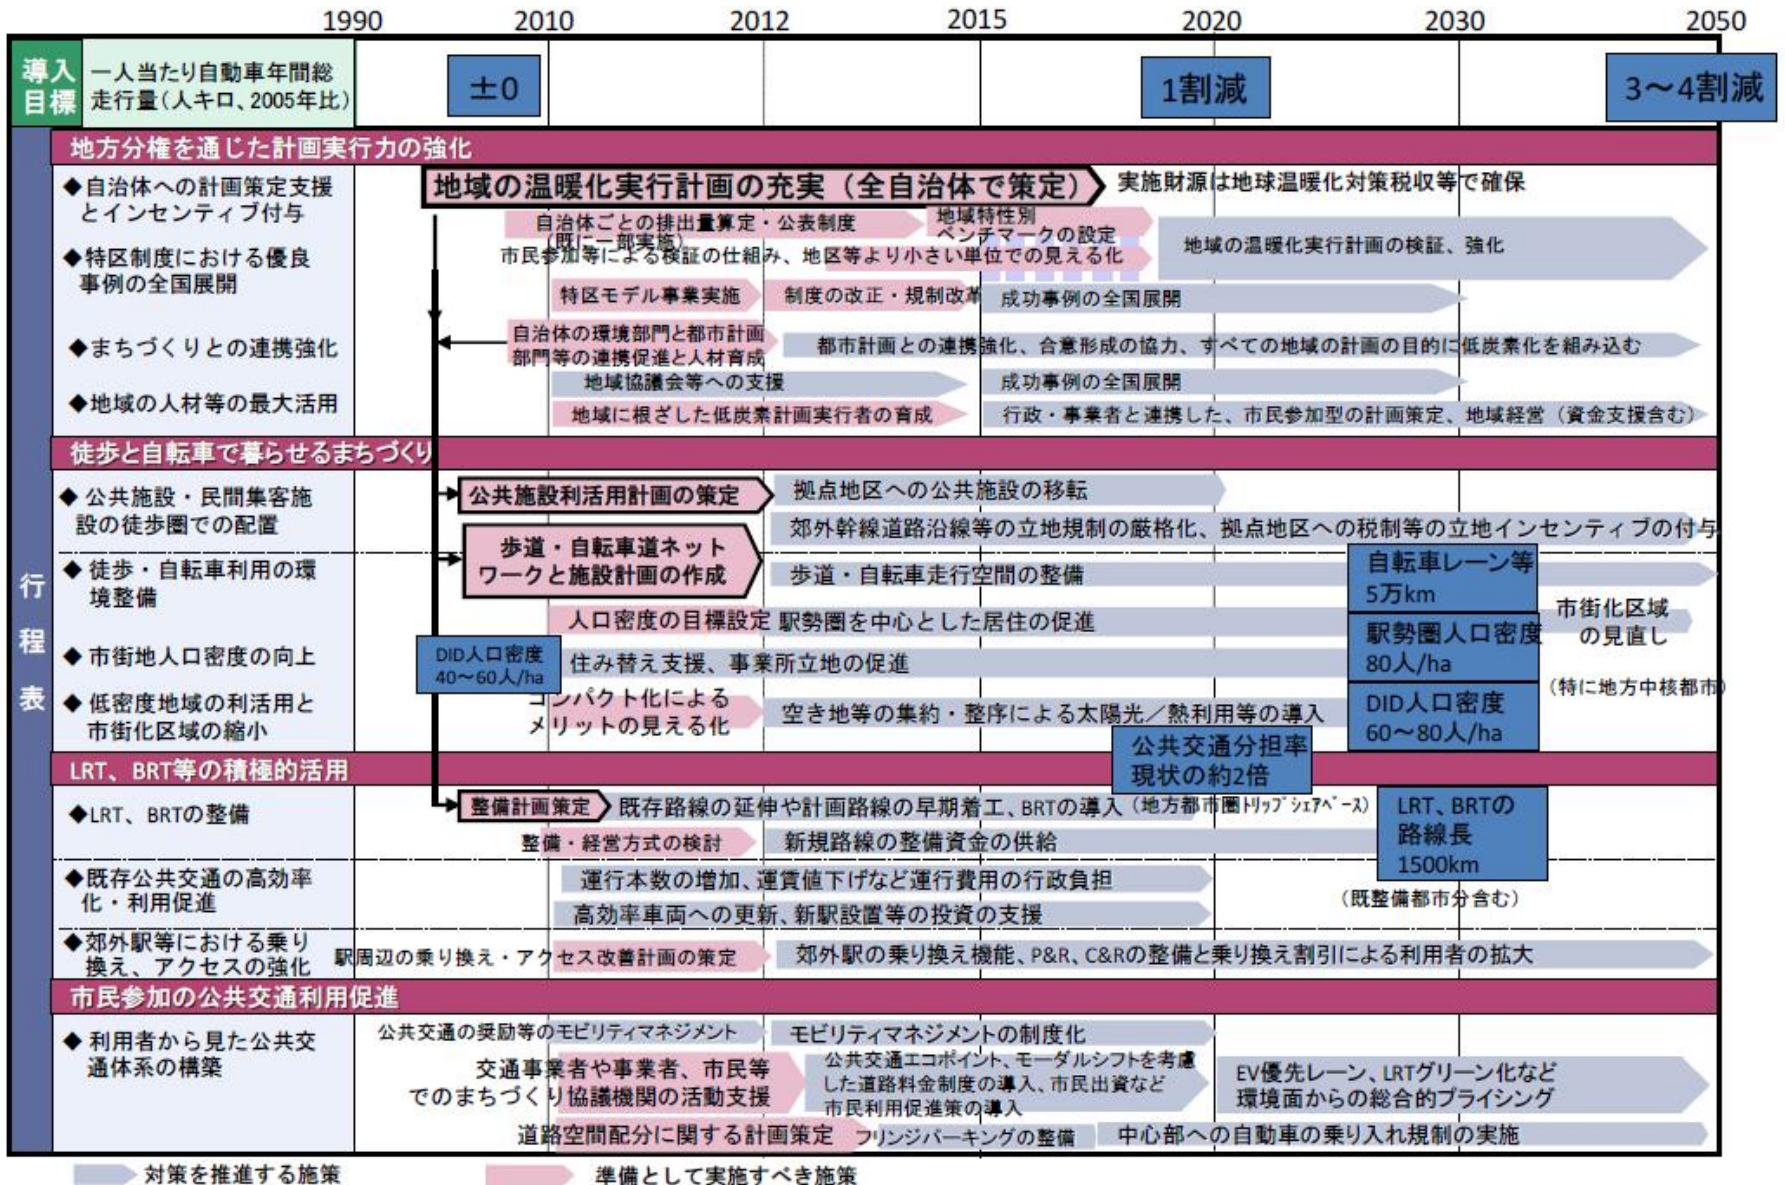 1990 2010 2012 2015 2020 2030 2050
導入
目標
一人当たり自動車年間総
走行量(人キロ、2005年比)
±0
1割減
3~4割減
行程表
地方分権を通じた計画実行力の強化
◆自治体への計画策定支援
とインセンティブ付与
地域の温暖化実行計画の充実（全自治体で策定）
実施財源は地球温暖化対策税収等で確保
自治体ごとの排出量算定・公表制度
(既に一部実施)
地域特性別
ベンチマークの設定
市民参加等による検証の仕組み、地区等より小さい単位での見える化
地域の温暖化実行計画の検証、強化
◆特区制度における優良
事例の全国展開
特区モデル事業実施
制度の改正・規制改革
成功事例の全国展開
◆まちづくりとの連携強化
自治体の環境部門と都市計画
部門等の連携促進と人材育成
都市計画との連携強化、合意形成の協力、すべての地域の計画の目的に低炭素化を組み込む
地域協議会等への支援
成功事例の全国展開
◆地域の人材等の最大活用
地域に根ざした低炭素計画実行者の育成
行政・事業者と連携した、市民参加型の計画策定、地域経営（資金支援含む）
徒歩と自転車で暮らせるまちづくり
◆ 公共施設・民間集客施
設の徒歩圏での配置
公共施設利活用計画の策定
拠点地区への公共施設の移転
郊外幹線道路沿線等の立地規制の厳格化、拠点地区への税制等の立地インセンティブの付与
◆ 徒歩・自転車利用の環
境整備
歩道・自転車道ネット
ワークと施設計画の作成
歩道・自転車走行空間の整備
自転車レーン等
5万km
人口密度の目標設定
駅勢圏を中心とした居住の促進
駅勢圏人口密度
80人/ha
市街化区域
の見直し
◆ 市街地人口密度の向上
DID人口密度
40~60人/ha
住み替え支援、事業所立地の促進
(特に地方中核都市)
◆ 低密度地域の利活用と
市街化区域の縮小
コンパクト化による
メリットの見える化
空き地等の集約・整序による太陽光／熱利用等の導入
DID人口密度
60~80人/ha
公共交通分担率
現状の約2倍
LRT、BRT等の積極的活用
◆LRT、BRTの整備
整備計画策定
既存路線の延伸や計画路線の早期着工、BRTの導入
(地方都市圏トリップシェアベース)
LRT、BRTの
路線長
1500km
整備・経営方式の検討
新規路線の整備資金の供給
(既整備都市分含む)
◆既存公共交通の高効率
化・利用促進
運行本数の増加、運賃値下げなど運行費用の行政負担
高効率車両への更新、新駅設置等の投資の支援
◆郊外駅等における乗り
換え、アクセスの強化
駅周辺の乗り換え・アクセス改善計画の策定
郊外駅の乗り換え機能、P&R、C&Rの整備と乗り換え割引による利用者の拡大
市民参加の公共交通利用促進
◆ 利用者から見た公共交
通体系の構築
公共交通の奨励等のモビリティマネジメント
モビリティマネジメントの制度化
交通事業者や事業者、市民等
でのまちづくり協議機関の活動支援
公共交通エコポイント、モーダルシフトを考慮
した道路料金制度の導入、市民出資など
市民利用促進策の導入
EV優先レーン、LRTグリーン化など
環境面からの総合的プライシング
道路空間配分に関する計画策定
フリンジパーキングの整備
中心部への自動車の乗り入れ規制の実施
対策を推進する施策
準備として実施すべき施策